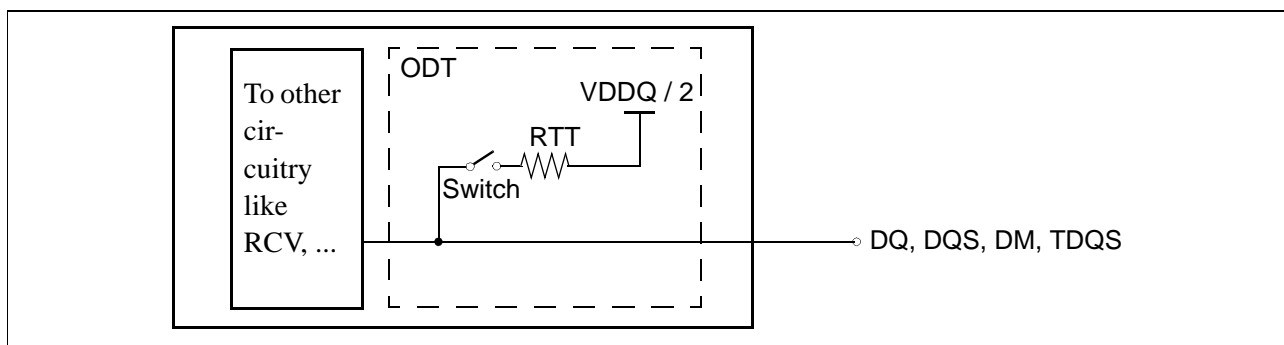 To other
cir-
cuitry
like
RCV, ...
ODT
VDDQ / 2
RTT
Switch
DQ, DQS, DM, TDQS